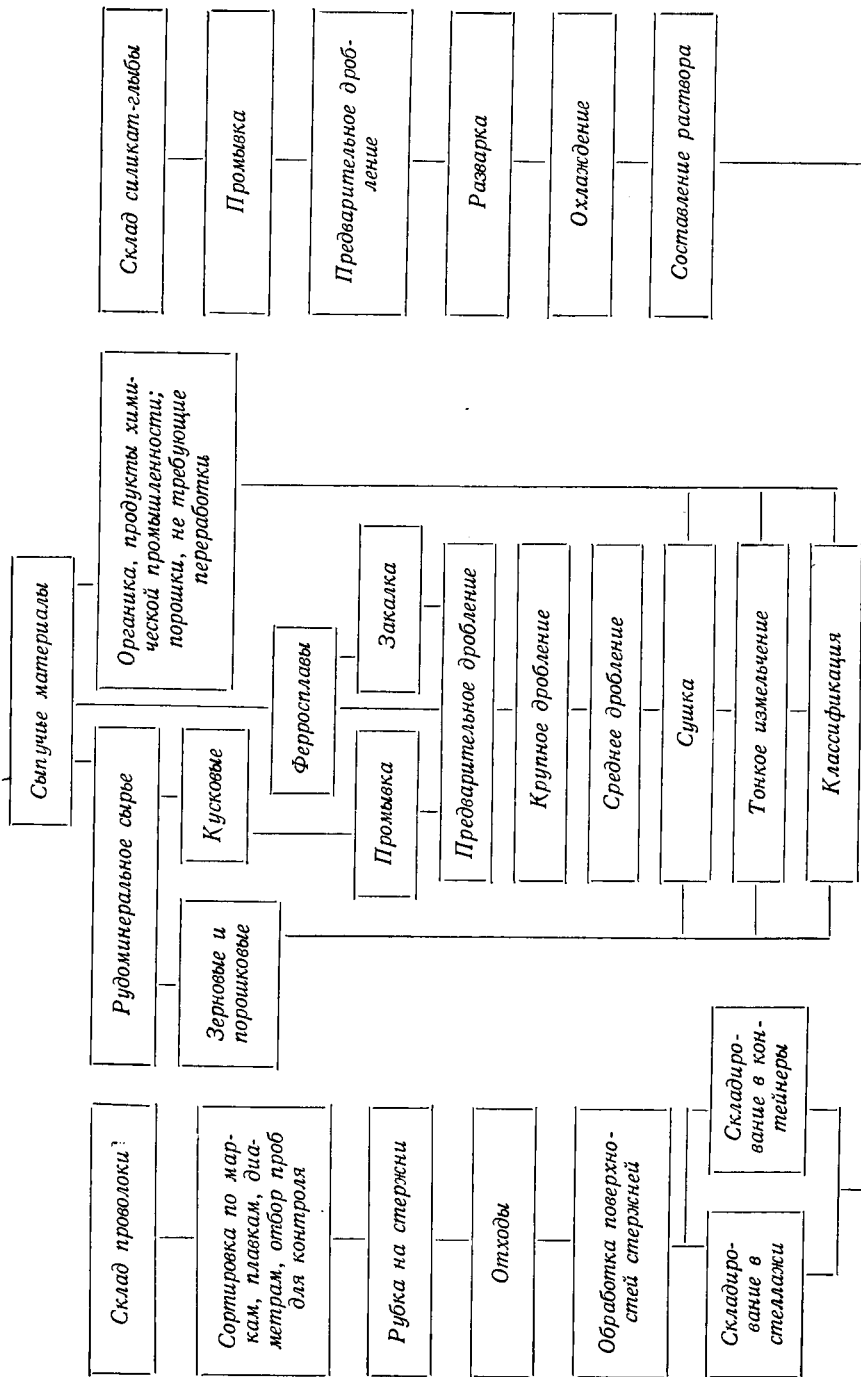 Склад проволоки
Сортировка по мар-
кам, плавкам, диа-
метрам, отбор проб
для контроля
Рубка на стержни
Отходы
Обработка поверхно-
стей стержней
Складиро-
вание в
стеллажи
Складиро-
вание в кон-
тейнеры
Сыпучие материалы
Рудоминеральное сырье
Зерновые и
порошковые
Кусковые
Органика, продукты хими-
ческой промышленности;
порошки, не требующие
переработки
Ферросплавы
Промывка
Закалка
Предварительное дробление
Крупное дробление
Среднее дробление
Сушка
Тонкое измельчение
Классификация
Склад силикат-глыбы
Промывка
Предварительное дроб-
ление
Разварка
Охлаждение
Составление раствора